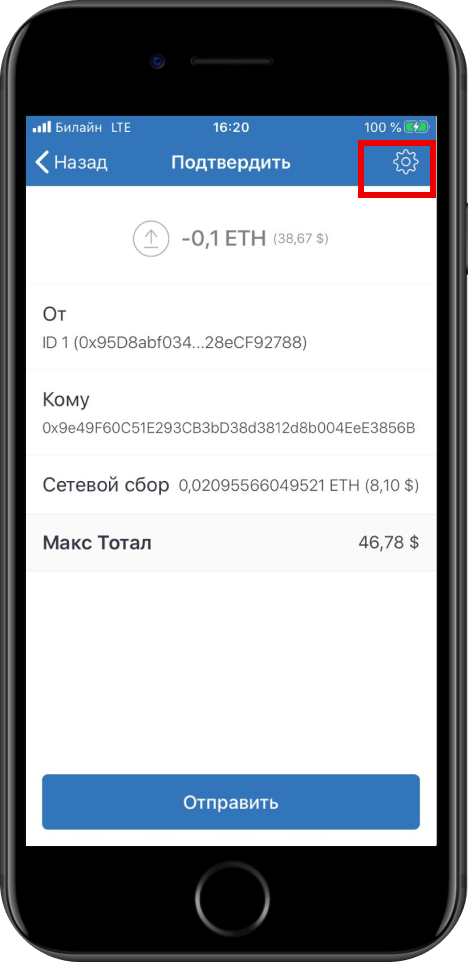 Билайн LTE 16:20 100 %
Назад Подтвердить
-0,1 ETH (38,67 $)
От
ID 1 (0x95D8abf034...28eCF92788)
Кому
0x9e49F60C51E293CB3bD38d3812d8b004EeE3856B
Сетевой сбор 0,02095566049521 ETH (8,10 $)
Макс Тотал 46,78 $
Отправить